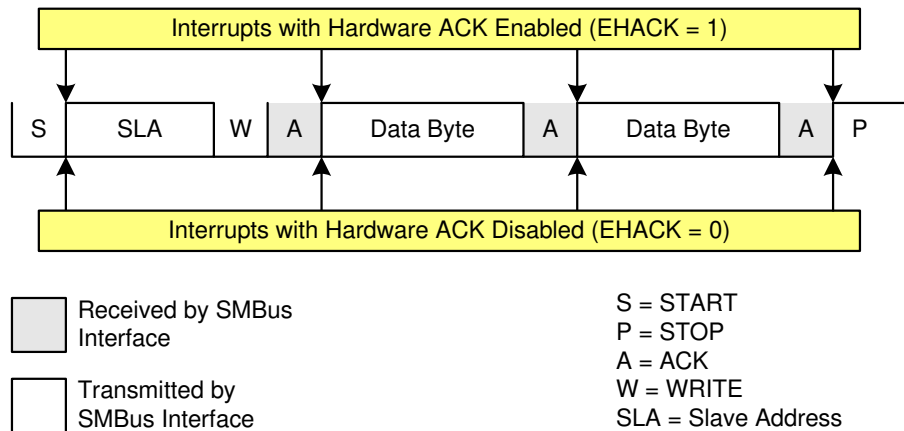 Interrupts with Hardware ACK Enabled (EHACK = 1)
S SLA W A Data Byte A Data Byte A P
Interrupts with Hardware ACK Disabled (EHACK = 0)
Received by SMBus
Interface
Transmitted by
SMBus Interface
S = START
P = STOP
A = ACK
W = WRITE
SLA = Slave Address